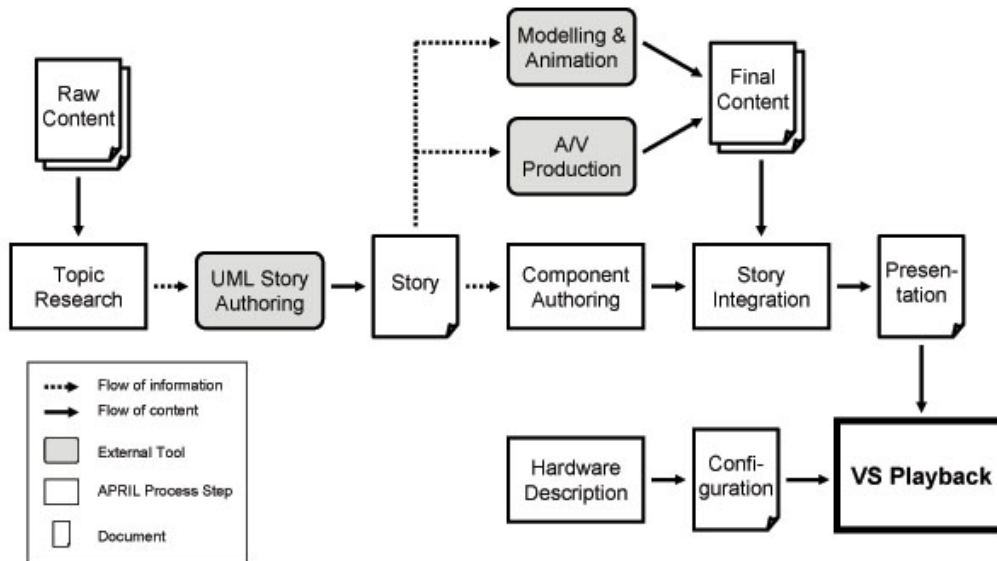 Modelling &
Animation
Raw
Content
Final
Content
A/V
Production
Topic
Research
UML Story
Authoring
Story
Component
Authoring
Story
Integration
Presen-
tation
Flow of information
Flow of content
External Tool
APRIL Process Step
Document
Hardware
Description
Confi-
guration
VS Playback